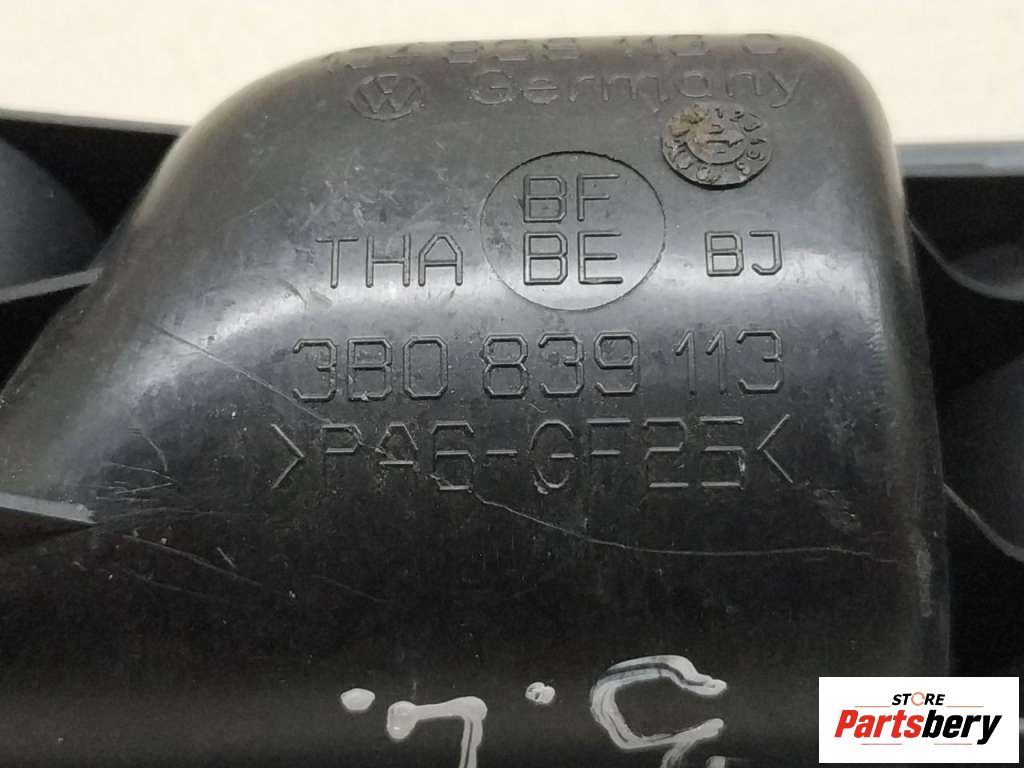 Germany
BF
THA BE BJ
3B0 839 113
>PA6-GF25<
STORE
Partsbery